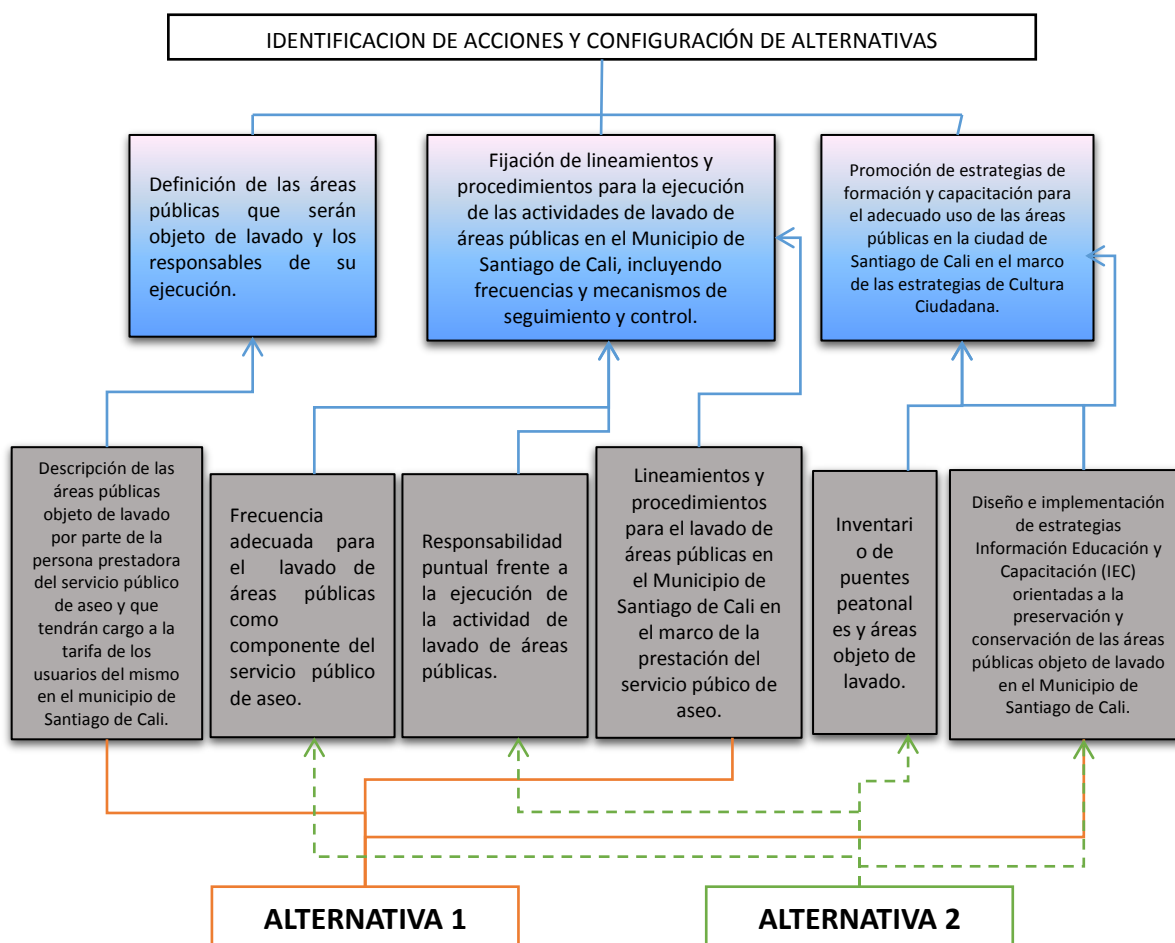 IDENTIFICACION DE ACCIONES Y CONFIGURACIÓN DE ALTERNATIVAS
Definición de las áreas
públicas que serán
objeto de lavado y los
responsables de su
ejecución.
Fijación de lineamientos y
procedimientos para la ejecución
de las actividades de lavado de
áreas públicas en el Municipio de
Santiago de Cali, incluyendo
frecuencias y mecanismos de
seguimiento y control.
Promoción de estrategias de
formación y capacitación para
el adecuado uso de las áreas
públicas en la ciudad de
Santiago de Cali en el marco
de las estrategias de Cultura
Ciudadana.
Descripción de las
áreas públicas
objeto de lavado
por parte de la
persona prestadora
del servicio público
de aseo y que
tendrán cargo a la
tarifa de los
usuarios del mismo
en el municipio de
Santiago de Cali.
Frecuencia
adecuada para
el lavado de
áreas públicas
como
componente del
servicio público
de aseo.
Responsabilidad
puntual frente a
la ejecución de
la actividad de
lavado de áreas
públicas.
Lineamientos y
procedimientos
para el lavado de
áreas públicas en
el Municipio de
Santiago de Cali en
el marco de la
prestación del
servicio púbico de
aseo.
Inventari
o de
puentes
peatonal
es y áreas
objeto de
lavado.
Diseño e implementación
de estrategias
Información Educación y
Capacitación (IEC)
orientadas a la
preservación y
conservación de las áreas
públicas objeto de lavado
en el Municipio de
Santiago de Cali.
ALTERNATIVA 1
ALTERNATIVA 2